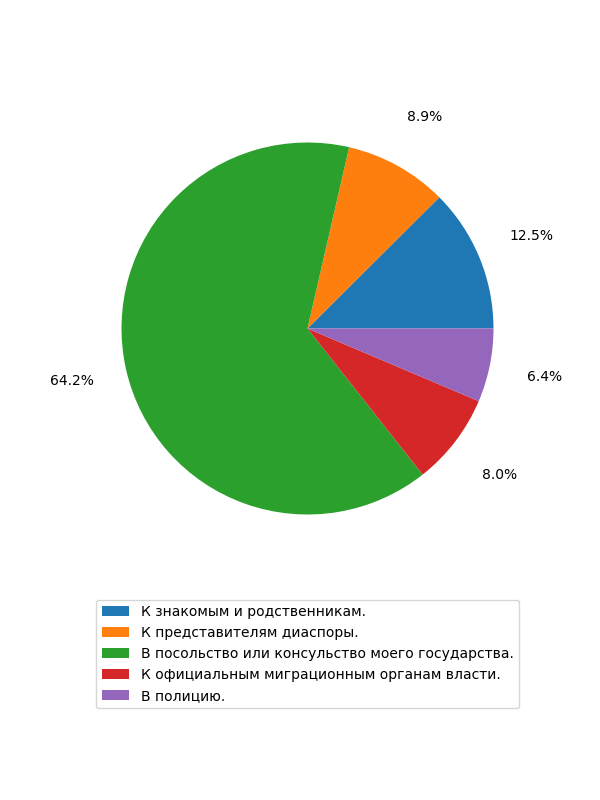 8.9%
12.5%
64.2%
6.4%
8.0%
К знакомым и родственникам.
К представителям диаспоры.
В посольство или консульство моего государства.
К официальным миграционным органам власти.
В полицию.